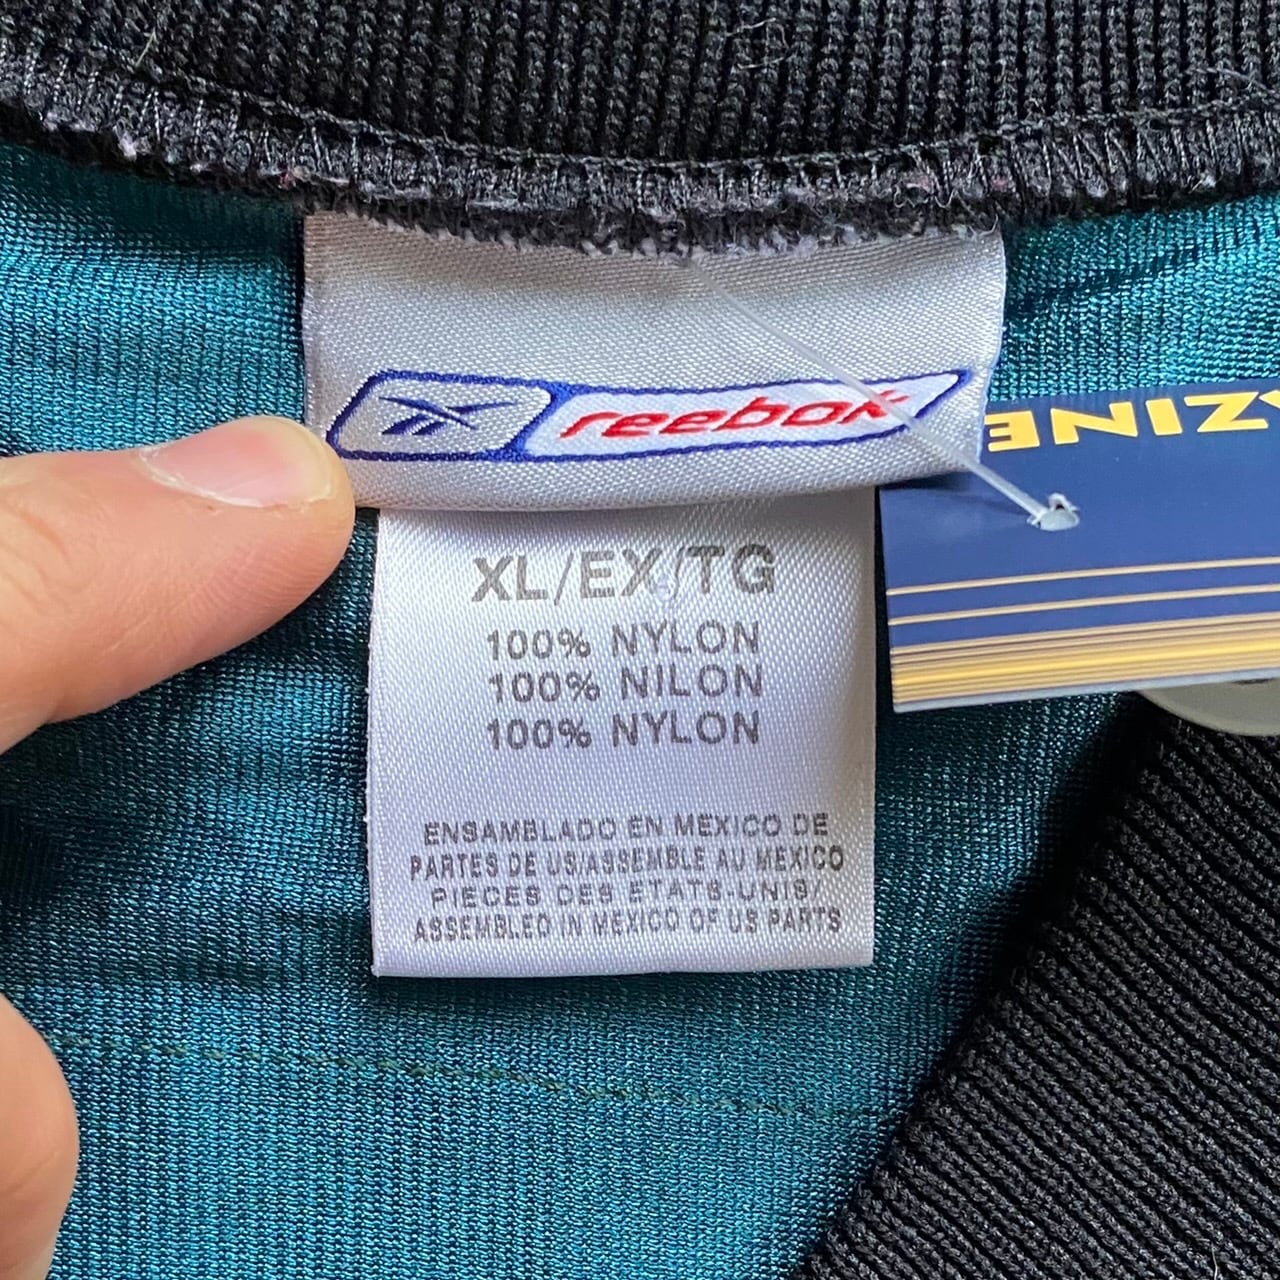 reebok
AZINE
XL/EX/TG
100% NYLON
100% NILON
100% NYLON
ENSAMBLADO EN MEXICO DE
PARTES DE US/ASSEMBLE AU MEXICO
PIECES DES ETATS-UNIS/
ASSEMBLED IN MEXICO OF US PARTS